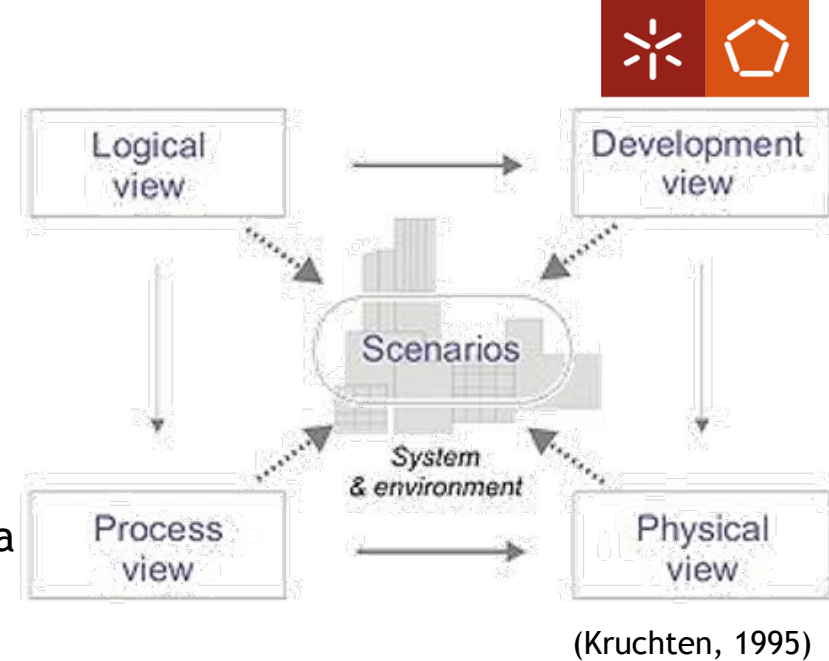 Logical
view
Development
view
Scenarios
System
& environment
a
Process
view
Physical
view
(Kruchten, 1995)